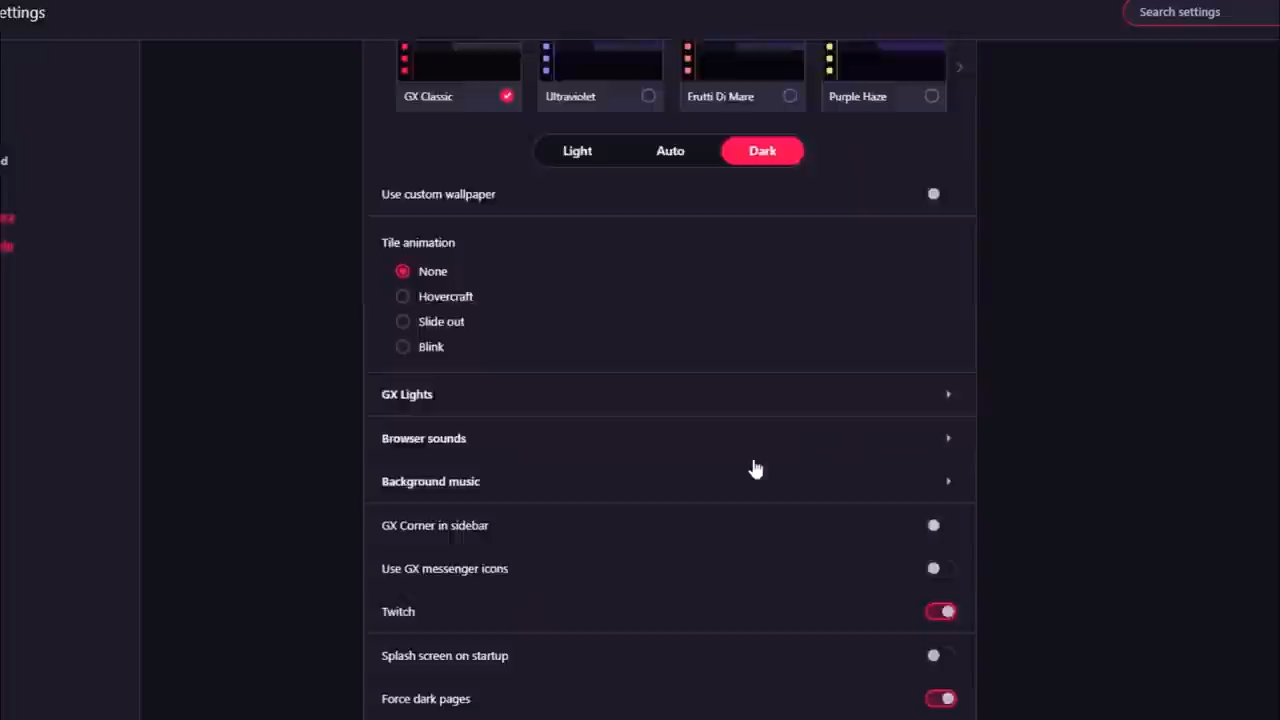 ettings
Search settings
GX Classic
Ultraviolet
Frutti Di Mare
Purple Haze
Light
Auto
Dark
d
Use custom wallpaper
Tile animation
None
Hovercraft
Slide out
Blink
GX Lights
Browser sounds
Background music
GX Corner in sidebar
Use GX messenger icons
Twitch
Splash screen on startup
Force dark pages